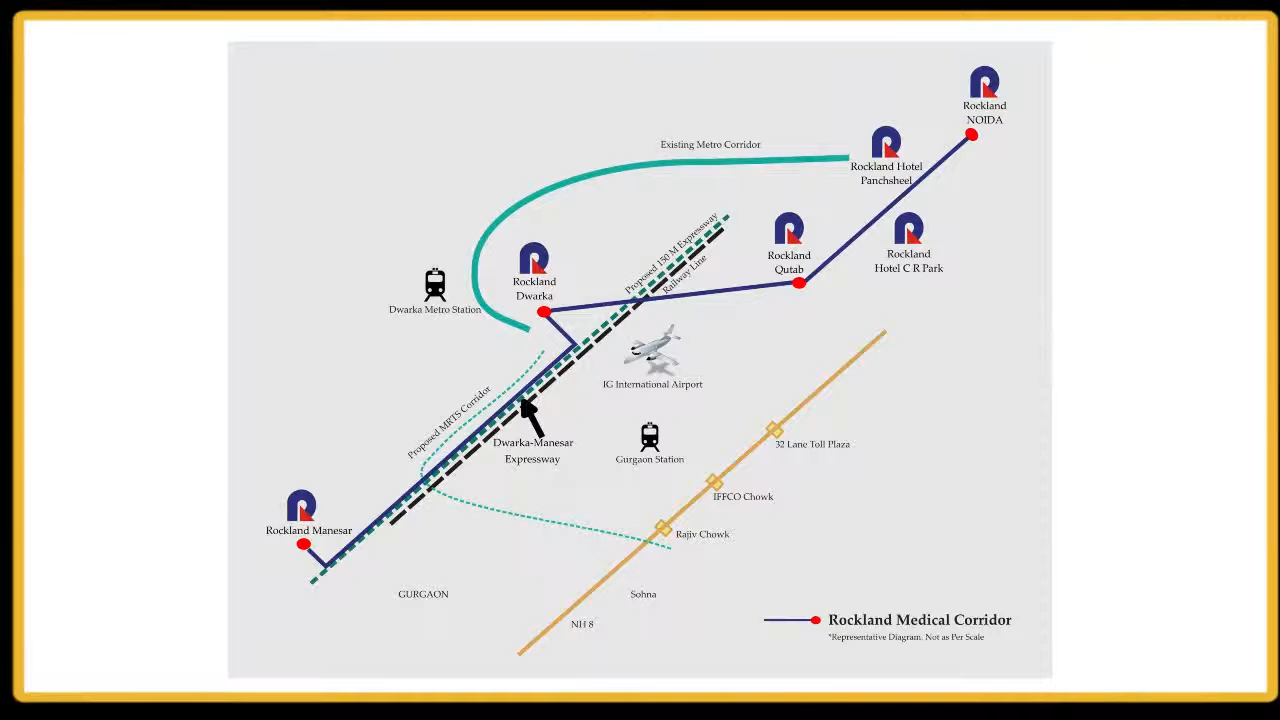 Rockland
NOIDA
Existing Metro Corridor
Rockland Hotel
Panchsheel
Proposed 150 M Expressway
Railway Line
Rockland
Qutab
Rockland
Hotel C R Park
Rockland
Dwarka
Dwarka Metro Station
IG International Airport
Proposed MRTS Corridor
Dwarka-Manesar
Expressway
Gurgaon Station
32 Lane Toll Plaza
IFFCO Chowk
Rajiv Chowk
Rockland Manesar
GURGAON
Sohna
NH 8
Rockland Medical Corridor
*Representative Diagram. Not as Per Scale